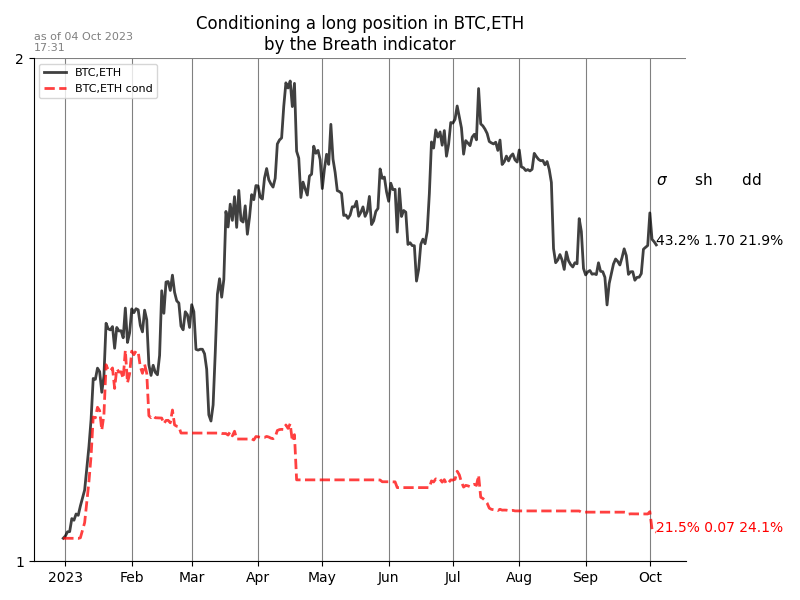 Conditioning a long position in BTC,ETH
by the Breath indicator
as of 04 Oct 2023
17:31
2
BTC,ETH
BTC,ETH cond
σ sh dd
43.2% 1.70 21.9%
21.5% 0.07 24.1%
1
2023 Feb Mar Apr May Jun Jul Aug Sep Oct